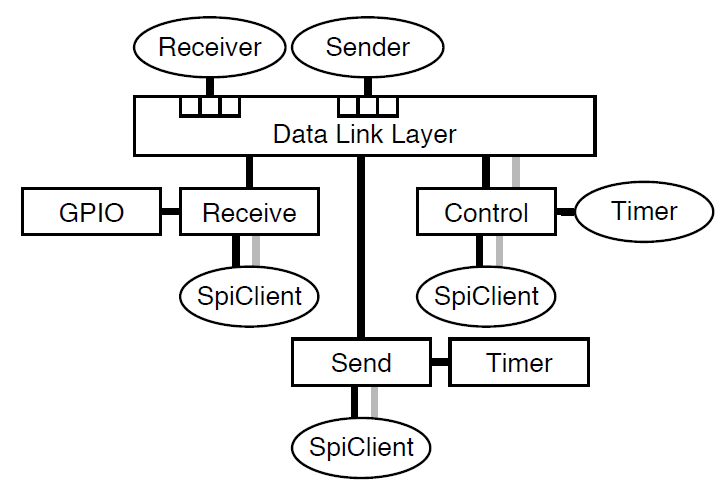 Receiver
Sender
Data Link Layer
GPIO
Receive
Control
Timer
SpiClient
SpiClient
Send
Timer
SpiClient